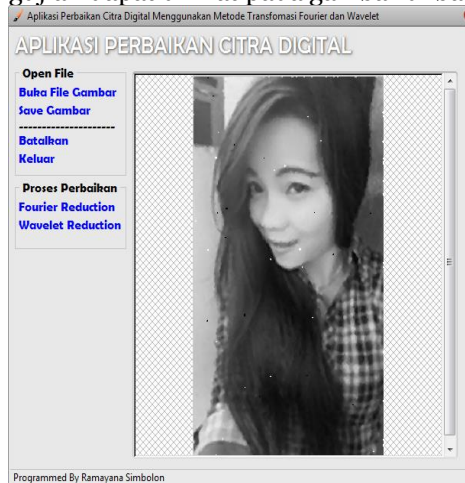 Aplikasi Perbaikan Citra Digital Menggunakan Metode Transfomasi Fourier dan Wavelet
APLIKASI PERBAIKAN CITRA DIGITAL
Open File
Buka File Gambar
Save Gambar
---------------------
Batalkan
Keluar
Proses Perbaikan
Fourier Reduction
Wavelet Reduction
Programmed By Ramayana Simbolon